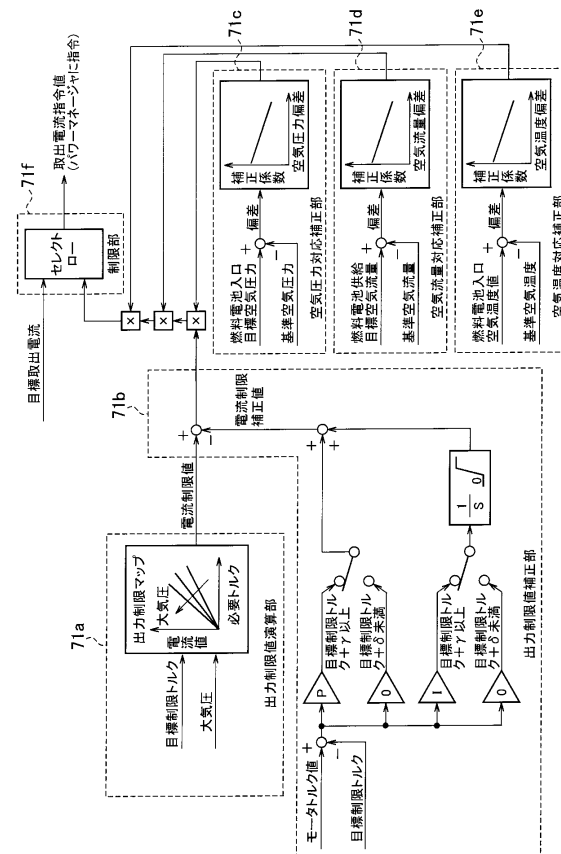 71a
出力制限マップ
大気圧
電流値
必要トルク
目標制限トルク
大気圧
出力制限値演算部
電流制限値
71b
+
−
電流制限
補正値
モータトルク値
目標制限トルク
+
−
P
0
I
0
目標制限トル
ク+γ以上
目標制限トル
ク+δ未満
目標制限トル
ク+γ以上
目標制限トル
ク+δ未満
1
S
0
+
+
出力制限値補正部
目標取出電流
セレクト
ロー
制限部
71f
取出電流指令値
(パワーマネージャに指令)
×
×
×
71c
燃料電池入口
目標空気圧力
基準空気圧力
+
−
偏差
補正係数
空気圧力偏差
空気圧力対応補正部
71d
燃料電池供給
目標空気流量
基準空気流量
+
−
偏差
補正係数
空気流量偏差
空気流量対応補正部
71e
燃料電池入口
空気温度値
基準空気温度
+
−
偏差
補正係数
空気温度偏差
空気温度対応補正部